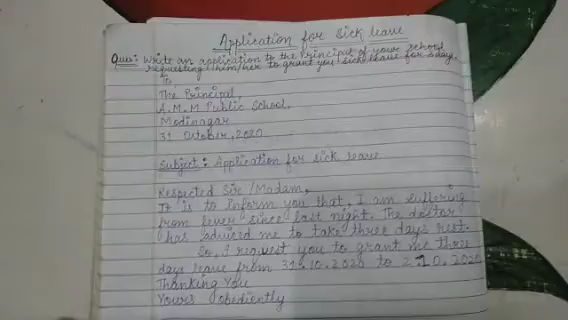 Application for Sick leave
Ques: Write an application to the Principal of your school
requesting him/her to grant you sick leave for 3 days.
To,
The Principal,
A.M.M Public School,
Modinagar
31 October, 2020
Subject: Application for sick leave
Respected Sir/Madam,
It is to inform you that, I am suffering
from fever since last night. The doctor
has adviced me to take three days rest.
So, I request you to grant me three
days leave from 31.10.2020 to 2.10.2020
Thanking You
Yours obediently